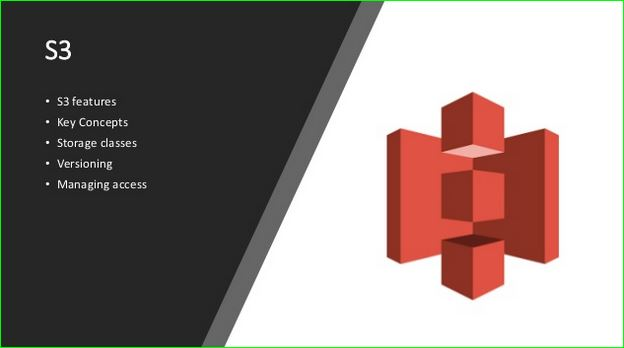 S3
• S3 features
• Key Concepts
• Storage classes
• Versioning
• Managing access